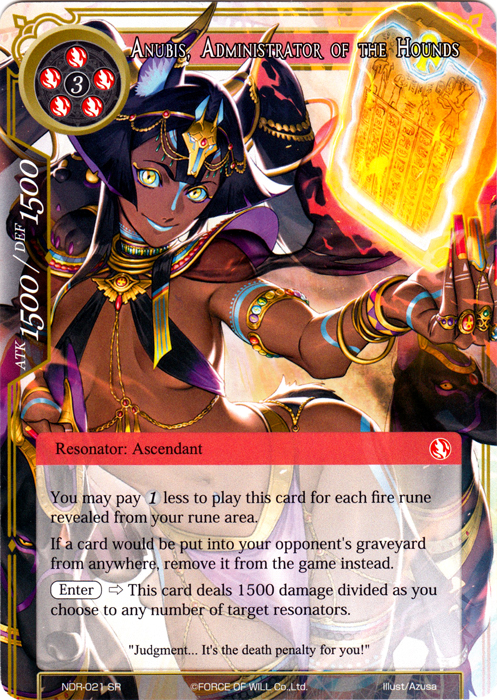 ANUBIS, ADMINISTRATOR OF THE HOUNDS
3
ATK 1500 / DEF 1500
Resonator: Ascendant
You may pay 1 less to play this card for each fire rune
revealed from your rune area.
If a card would be put into your opponent's graveyard
from anywhere, remove it from the game instead.
Enter ⇨ This card deals 1500 damage divided as you
choose to any number of target resonators.
"Judgment... It's the death penalty for you!"
NDR-021 SR ©FORCE OF WILL Co.,Ltd. Illust/Azusa